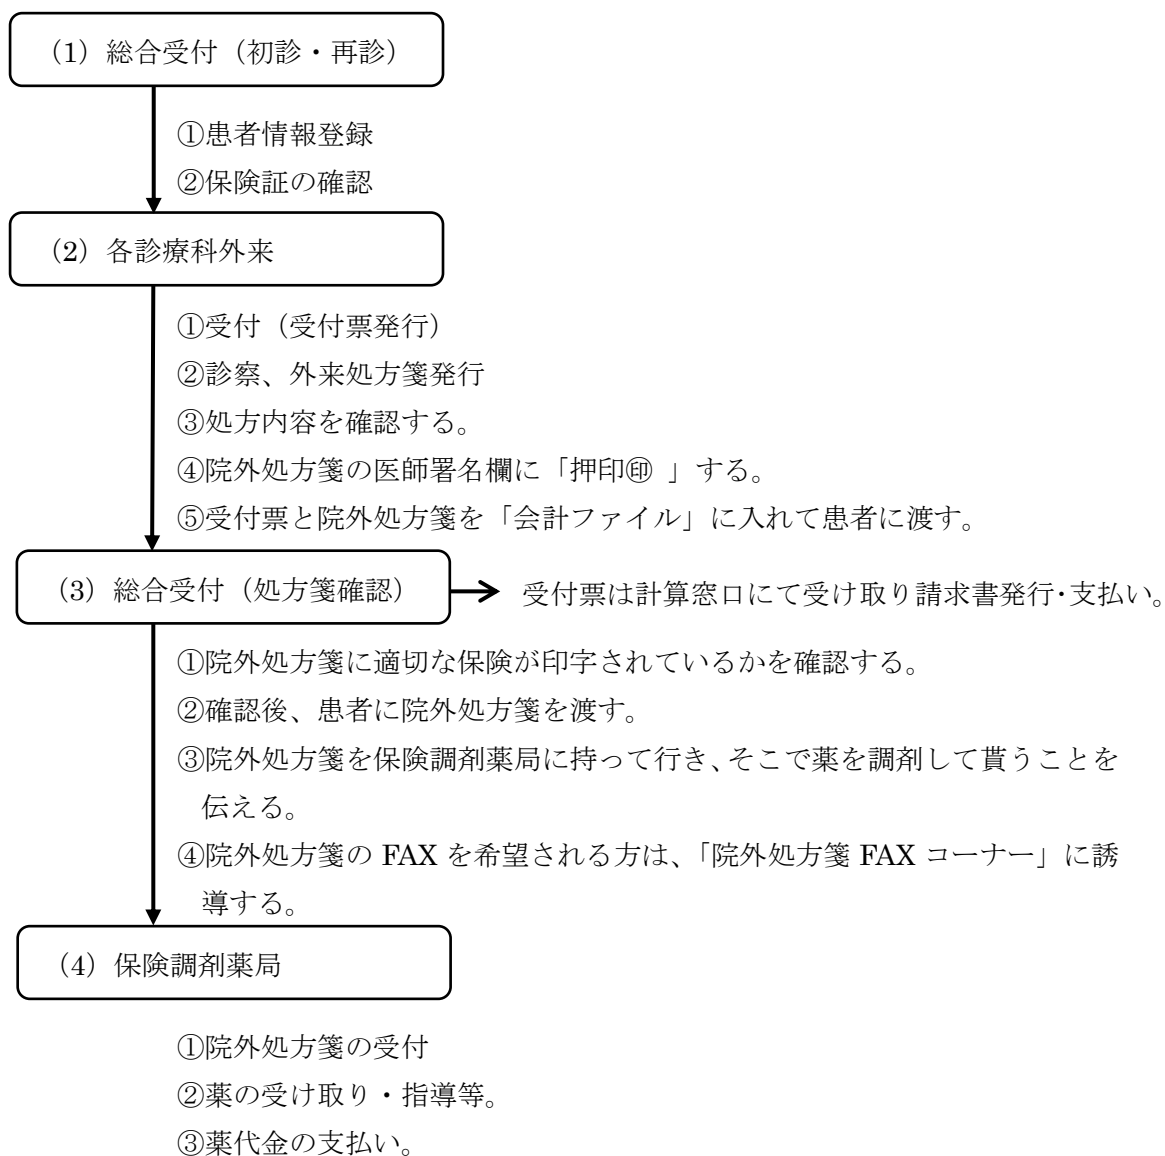 （1）総合受付（初診・再診）
①患者情報登録
②保険証の確認
（2）各診療科外来
①受付（受付票発行）
②診察、外来処方箋発行
③処方内容を確認する。
④院外処方箋の医師署名欄に「押印㊞ 」する。
⑤受付票と院外処方箋を「会計ファイル」に入れて患者に渡す。
（3）総合受付（処方箋確認）
受付票は計算窓口にて受け取り請求書発行･支払い。
①院外処方箋に適切な保険が印字されているかを確認する。
②確認後、患者に院外処方箋を渡す。
③院外処方箋を保険調剤薬局に持って行き、そこで薬を調剤して貰うことを
伝える。
④院外処方箋の FAX を希望される方は、「院外処方箋 FAX コーナー」に誘
導する。
（4）保険調剤薬局
①院外処方箋の受付
②薬の受け取り・指導等。
③薬代金の支払い。